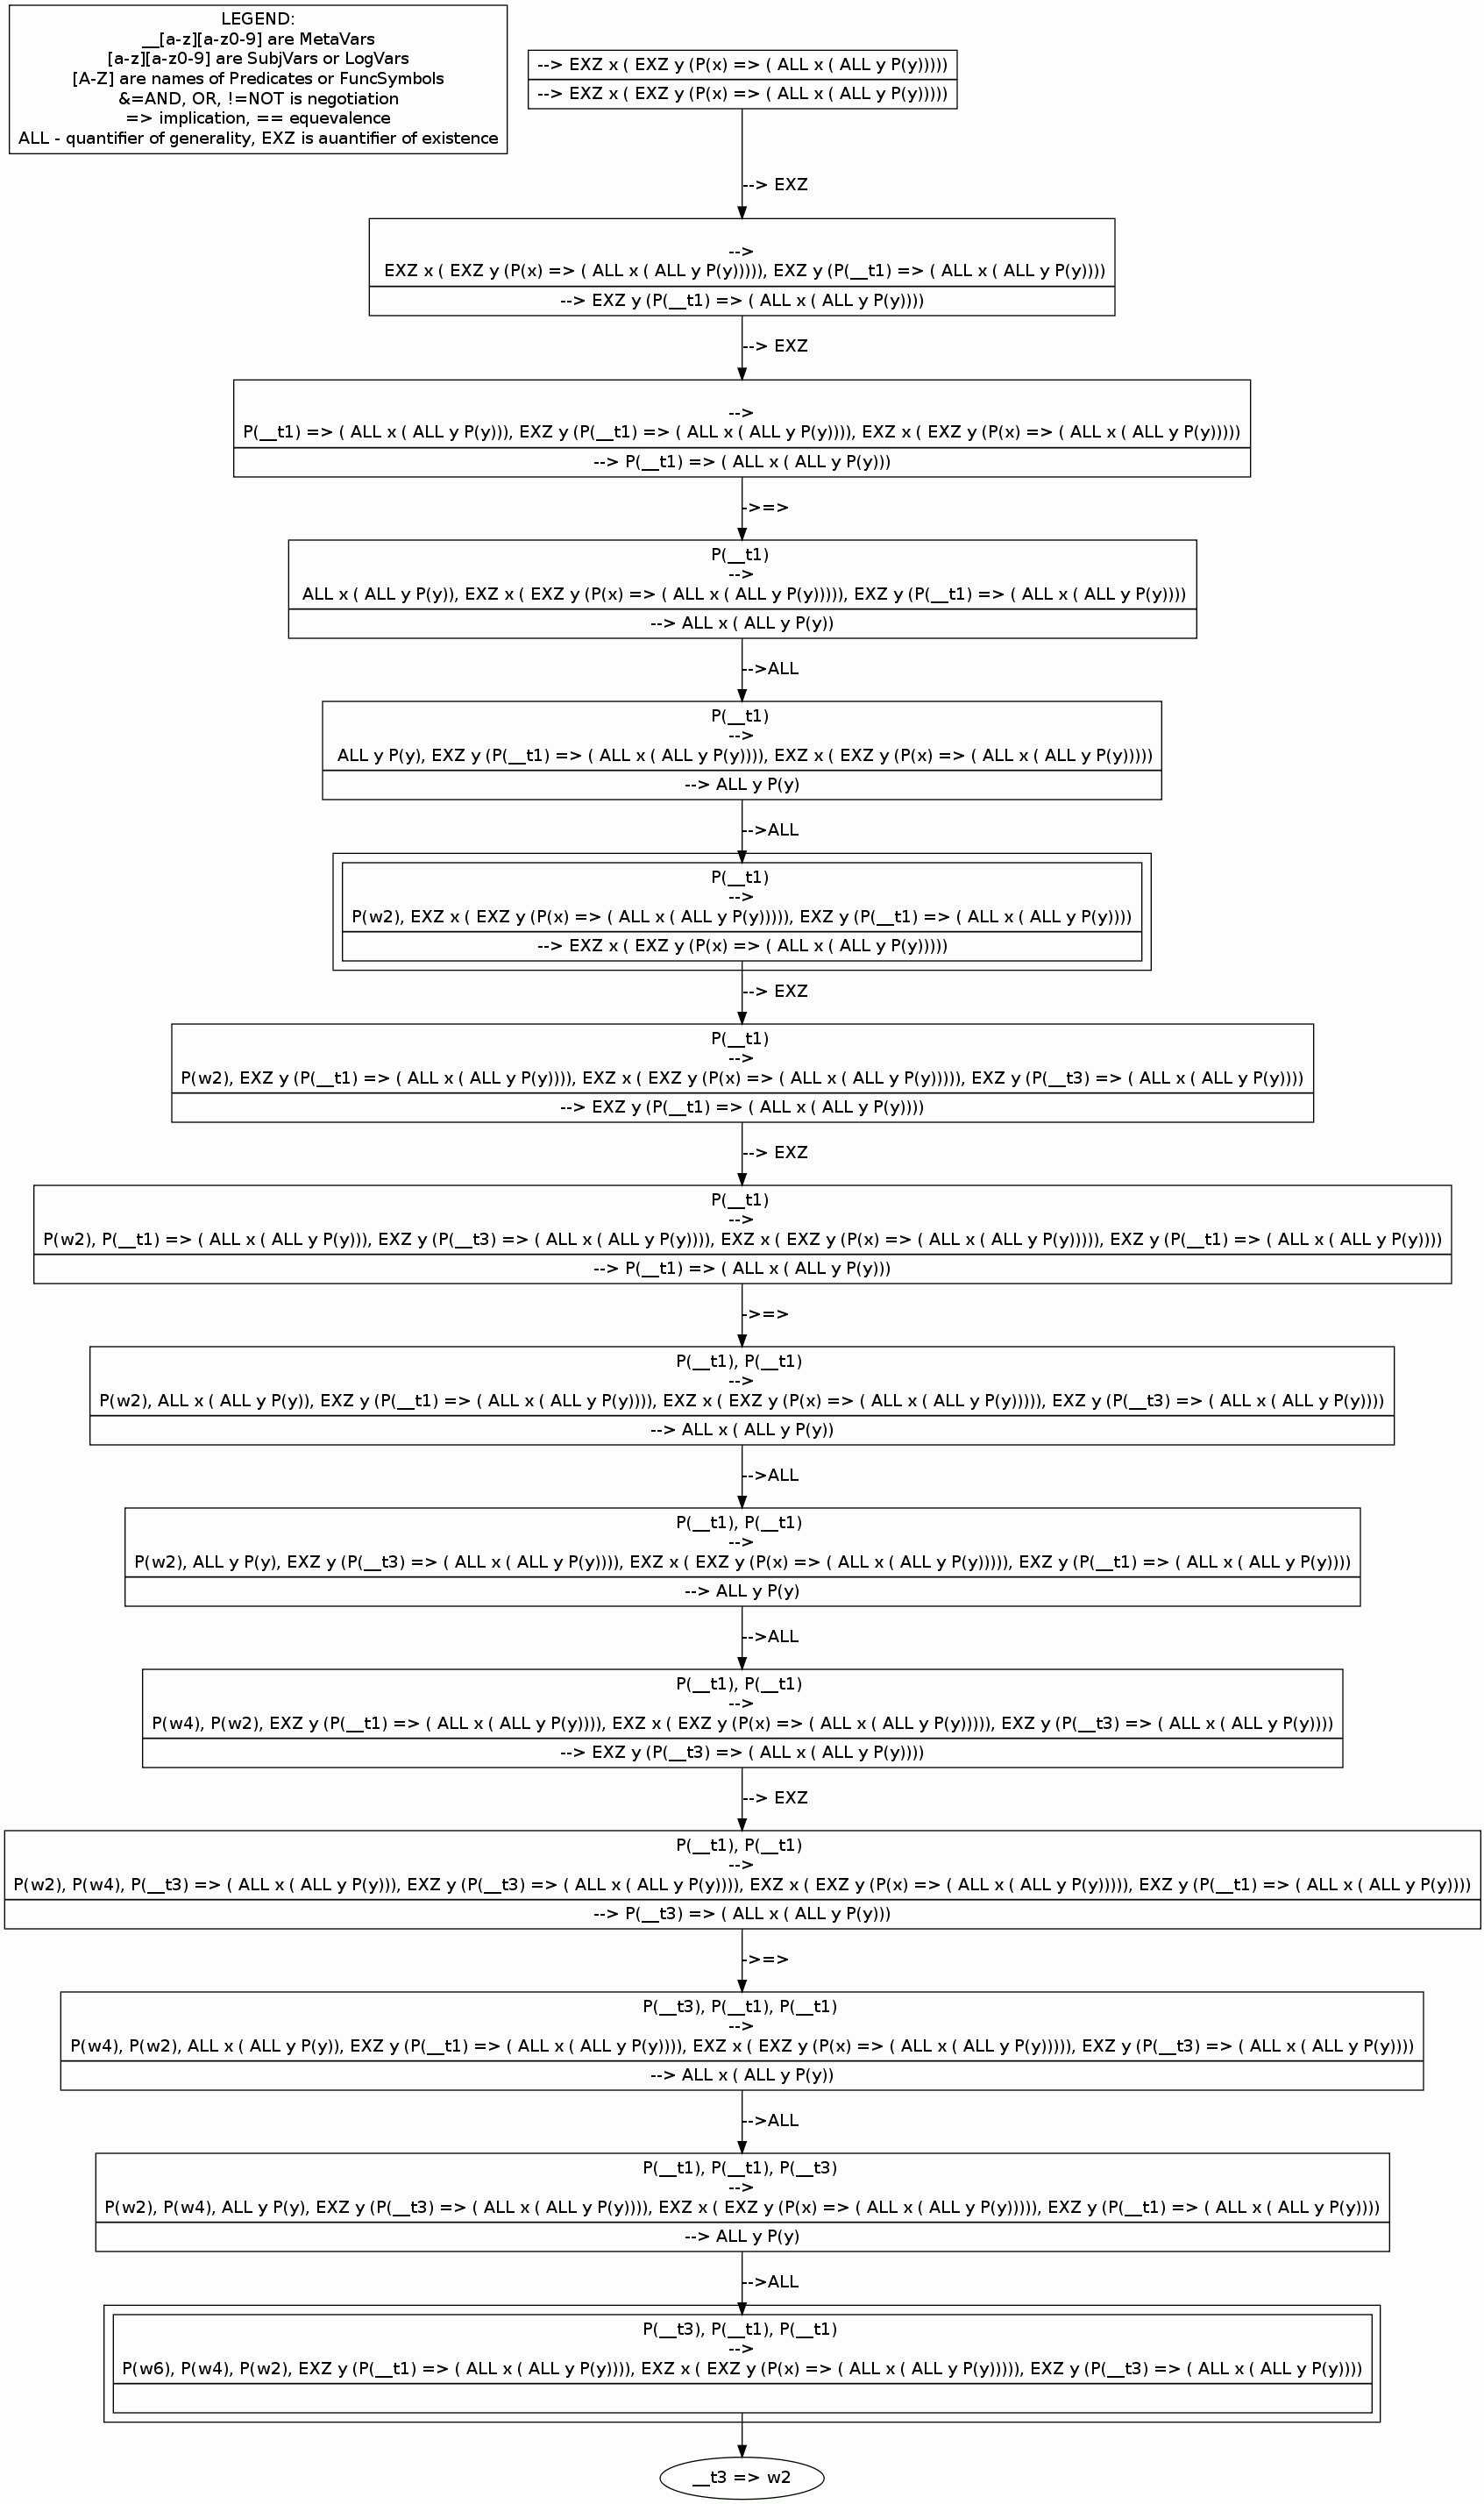 LEGEND:
__[a-z][a-z0-9] are MetaVars
[a-z][a-z0-9] are SubjVars or LogVars
[A-Z] are names of Predicates or FuncSymbols
&=AND, OR, !=NOT is negotiation
=> implication, == equevalence
ALL - quantifier of generality, EXZ is auantifier of existence
--> EXZ x ( EXZ y (P(x) => ( ALL x ( ALL y P(y)))))
--> EXZ x ( EXZ y (P(x) => ( ALL x ( ALL y P(y)))))
--> EXZ
-->
EXZ x ( EXZ y (P(x) => ( ALL x ( ALL y P(y))))), EXZ y (P(__t1) => ( ALL x ( ALL y P(y))))
--> EXZ y (P(__t1) => ( ALL x ( ALL y P(y))))
--> EXZ
-->
P(__t1) => ( ALL x ( ALL y P(y))), EXZ y (P(__t1) => ( ALL x ( ALL y P(y)))), EXZ x ( EXZ y (P(x) => ( ALL x ( ALL y P(y)))))
--> P(__t1) => ( ALL x ( ALL y P(y)))
->=>
P(__t1)
-->
ALL x ( ALL y P(y)), EXZ x ( EXZ y (P(x) => ( ALL x ( ALL y P(y))))), EXZ y (P(__t1) => ( ALL x ( ALL y P(y))))
--> ALL x ( ALL y P(y))
-->ALL
P(__t1)
-->
ALL y P(y), EXZ y (P(__t1) => ( ALL x ( ALL y P(y)))), EXZ x ( EXZ y (P(x) => ( ALL x ( ALL y P(y)))))
--> ALL y P(y)
-->ALL
P(__t1)
-->
P(w2), EXZ x ( EXZ y (P(x) => ( ALL x ( ALL y P(y))))), EXZ y (P(__t1) => ( ALL x ( ALL y P(y))))
--> EXZ x ( EXZ y (P(x) => ( ALL x ( ALL y P(y)))))
--> EXZ
P(__t1)
-->
P(w2), EXZ y (P(__t1) => ( ALL x ( ALL y P(y)))), EXZ x ( EXZ y (P(x) => ( ALL x ( ALL y P(y))))), EXZ y (P(__t3) => ( ALL x ( ALL y P(y))))
--> EXZ y (P(__t1) => ( ALL x ( ALL y P(y))))
--> EXZ
P(__t1)
-->
P(w2), P(__t1) => ( ALL x ( ALL y P(y))), EXZ y (P(__t3) => ( ALL x ( ALL y P(y)))), EXZ x ( EXZ y (P(x) => ( ALL x ( ALL y P(y))))), EXZ y (P(__t1) => ( ALL x ( ALL y P(y))))
--> P(__t1) => ( ALL x ( ALL y P(y)))
->=>
P(__t1), P(__t1)
-->
P(w2), ALL x ( ALL y P(y)), EXZ y (P(__t1) => ( ALL x ( ALL y P(y)))), EXZ x ( EXZ y (P(x) => ( ALL x ( ALL y P(y))))), EXZ y (P(__t3) => ( ALL x ( ALL y P(y))))
--> ALL x ( ALL y P(y))
-->ALL
P(__t1), P(__t1)
-->
P(w2), ALL y P(y), EXZ y (P(__t3) => ( ALL x ( ALL y P(y)))), EXZ x ( EXZ y (P(x) => ( ALL x ( ALL y P(y))))), EXZ y (P(__t1) => ( ALL x ( ALL y P(y))))
--> ALL y P(y)
-->ALL
P(__t1), P(__t1)
-->
P(w4), P(w2), EXZ y (P(__t1) => ( ALL x ( ALL y P(y)))), EXZ x ( EXZ y (P(x) => ( ALL x ( ALL y P(y))))), EXZ y (P(__t3) => ( ALL x ( ALL y P(y))))
--> EXZ y (P(__t3) => ( ALL x ( ALL y P(y))))
--> EXZ
P(__t1), P(__t1)
-->
P(w2), P(w4), P(__t3) => ( ALL x ( ALL y P(y))), EXZ y (P(__t3) => ( ALL x ( ALL y P(y)))), EXZ x ( EXZ y (P(x) => ( ALL x ( ALL y P(y))))), EXZ y (P(__t1) => ( ALL x ( ALL y P(y))))
--> P(__t3) => ( ALL x ( ALL y P(y)))
->=>
P(__t3), P(__t1), P(__t1)
-->
P(w4), P(w2), ALL x ( ALL y P(y)), EXZ y (P(__t1) => ( ALL x ( ALL y P(y)))), EXZ x ( EXZ y (P(x) => ( ALL x ( ALL y P(y))))), EXZ y (P(__t3) => ( ALL x ( ALL y P(y))))
--> ALL x ( ALL y P(y))
-->ALL
P(__t1), P(__t1), P(__t3)
-->
P(w2), P(w4), ALL y P(y), EXZ y (P(__t3) => ( ALL x ( ALL y P(y)))), EXZ x ( EXZ y (P(x) => ( ALL x ( ALL y P(y))))), EXZ y (P(__t1) => ( ALL x ( ALL y P(y))))
--> ALL y P(y)
-->ALL
P(__t3), P(__t1), P(__t1)
-->
P(w6), P(w4), P(w2), EXZ y (P(__t1) => ( ALL x ( ALL y P(y)))), EXZ x ( EXZ y (P(x) => ( ALL x ( ALL y P(y))))), EXZ y (P(__t3) => ( ALL x ( ALL y P(y))))
__t3 => w2